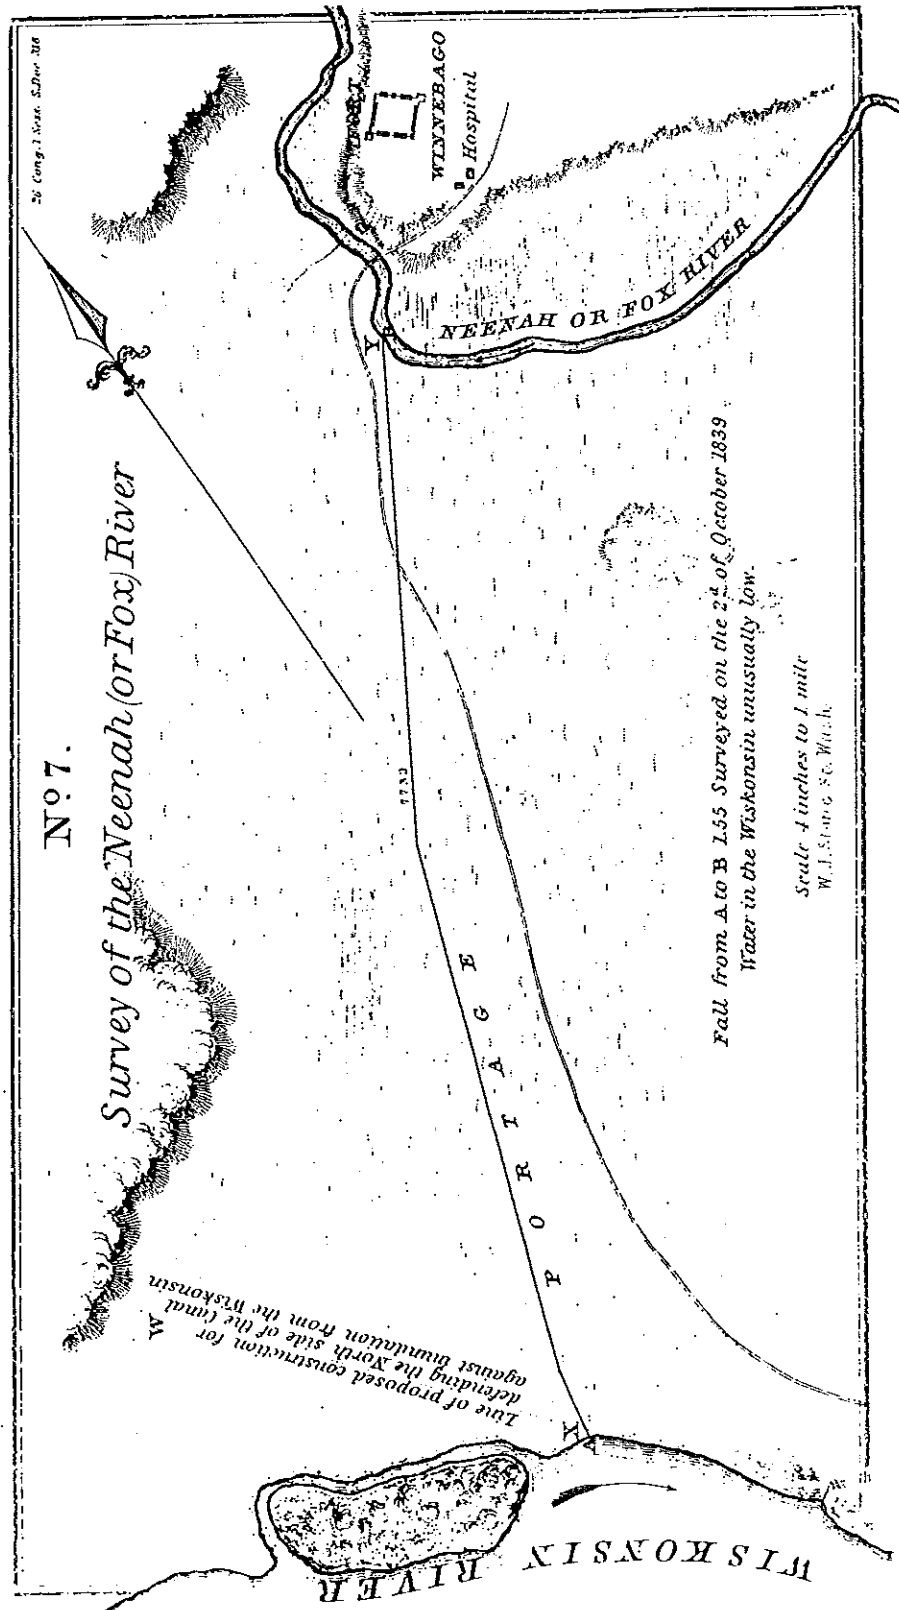 26 Cong. 1 Sess. S. Doc 318
Nº 7.
Survey of the Neenah (or Fox) River
FORT
WINNEBAGO
Hospital
Y
B
NEENAH OR FOX RIVER
7733
PORTAGE
W
Line of proposed construction for
defending the North side of the Canal
against inundation from the Wiskonsin
X
A
WISKONSIN RIVER
Fall from A to B 1.55 Surveyed on the 2d of October 1839
Water in the Wiskonsin unusually low.
Scale 4 inches to 1 mile
W. J. Stone Sc. Wash.